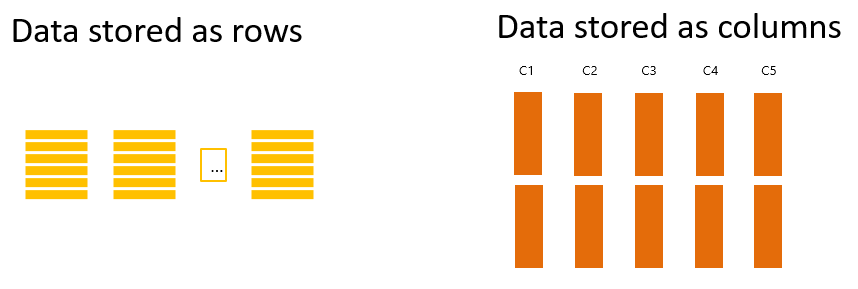 Data stored as rows
Data stored as columns
C1 C2 C3 C4 C5
...